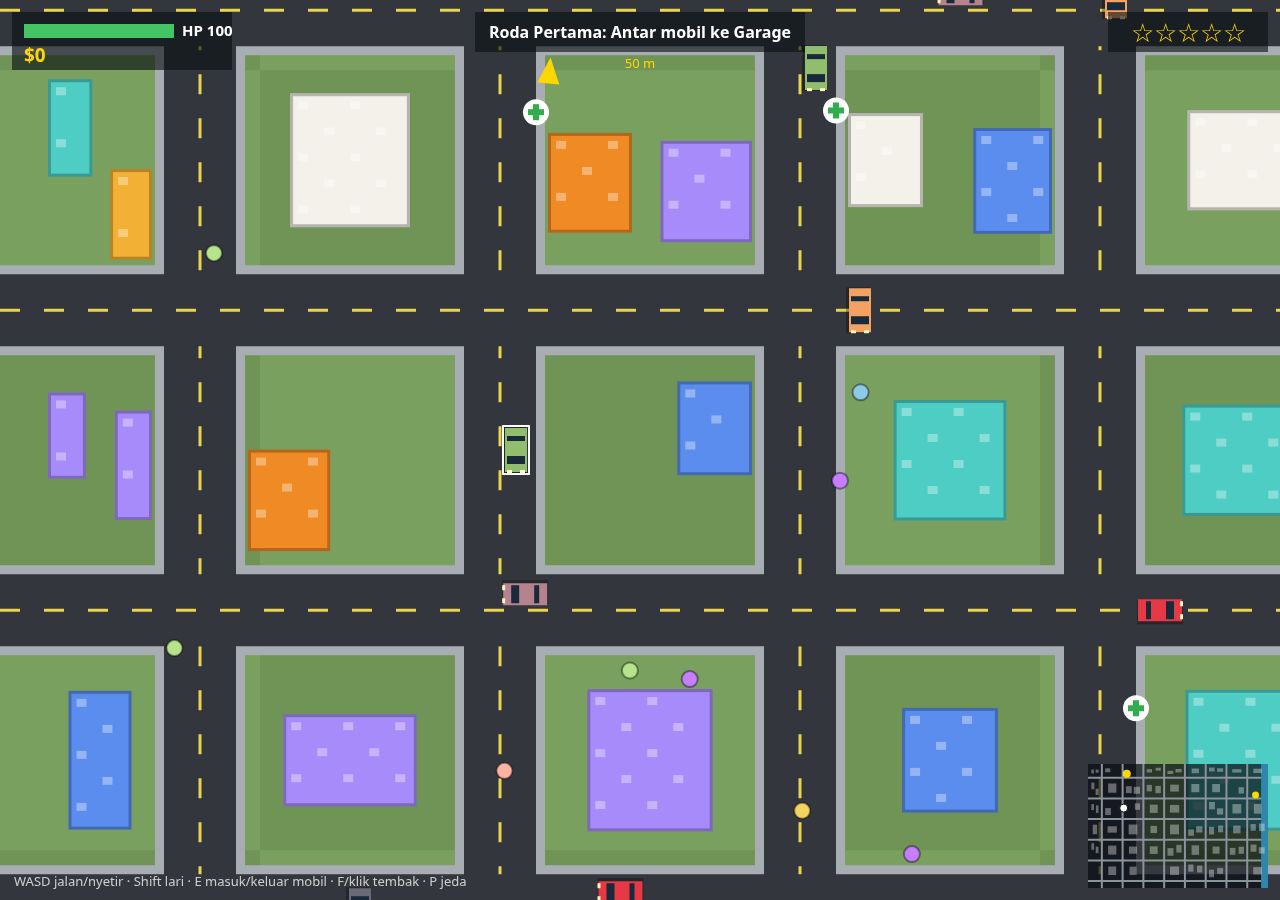 HP 100
$0
Roda Pertama: Antar mobil ke Garage
50 m
WASD jalan/nyetir · Shift lari · E masuk/keluar mobil · F/klik tembak · P jeda